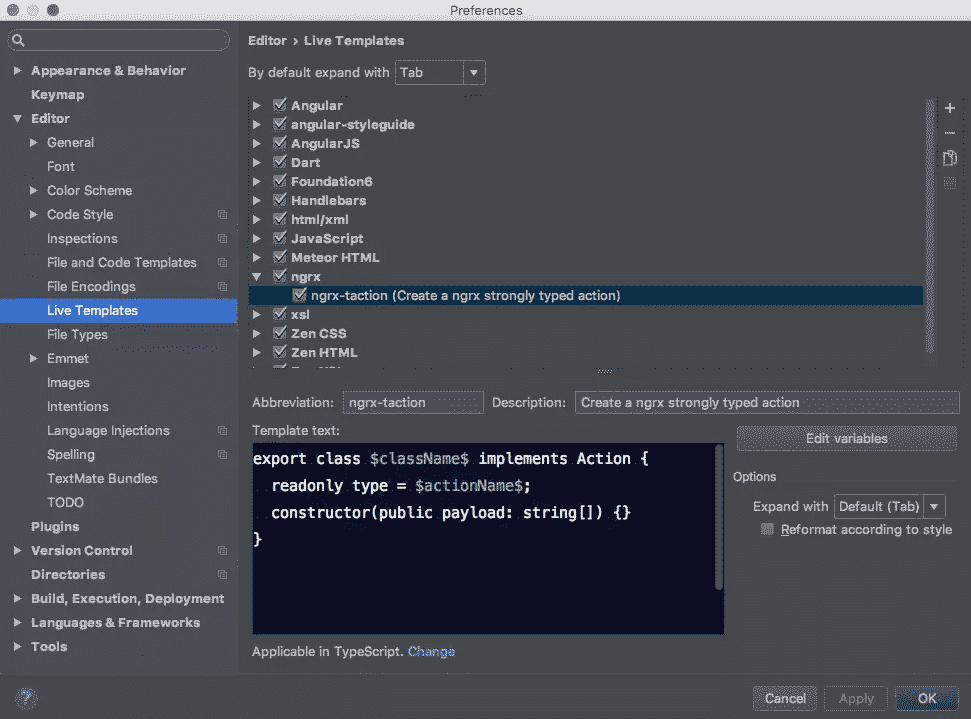 Preferences
Editor › Live Templates
By default expand with Tab
Appearance & Behavior
Keymap
Editor
General
Font
Color Scheme
Code Style
Inspections
File and Code Templates
File Encodings
Live Templates
File Types
Emmet
Images
Intentions
Language Injections
Spelling
TextMate Bundles
TODO
Plugins
Version Control
Directories
Build, Execution, Deployment
Languages & Frameworks
Tools
Angular
angular-styleguide
AngularJS
Dart
Foundation6
Handlebars
html/xml
JavaScript
Meteor HTML
ngrx
ngrx-taction (Create a ngrx strongly typed action)
xsl
Zen CSS
Zen HTML
Abbreviation: ngrx-taction Description: Create a ngrx strongly typed action
Template text:
export class $className$ implements Action {
readonly type = $actionName$;
constructor(public payload: string[]) {}
}
Edit variables
Options
Expand with Default (Tab)
Reformat according to style
Applicable in TypeScript. Change
?
Cancel Apply OK